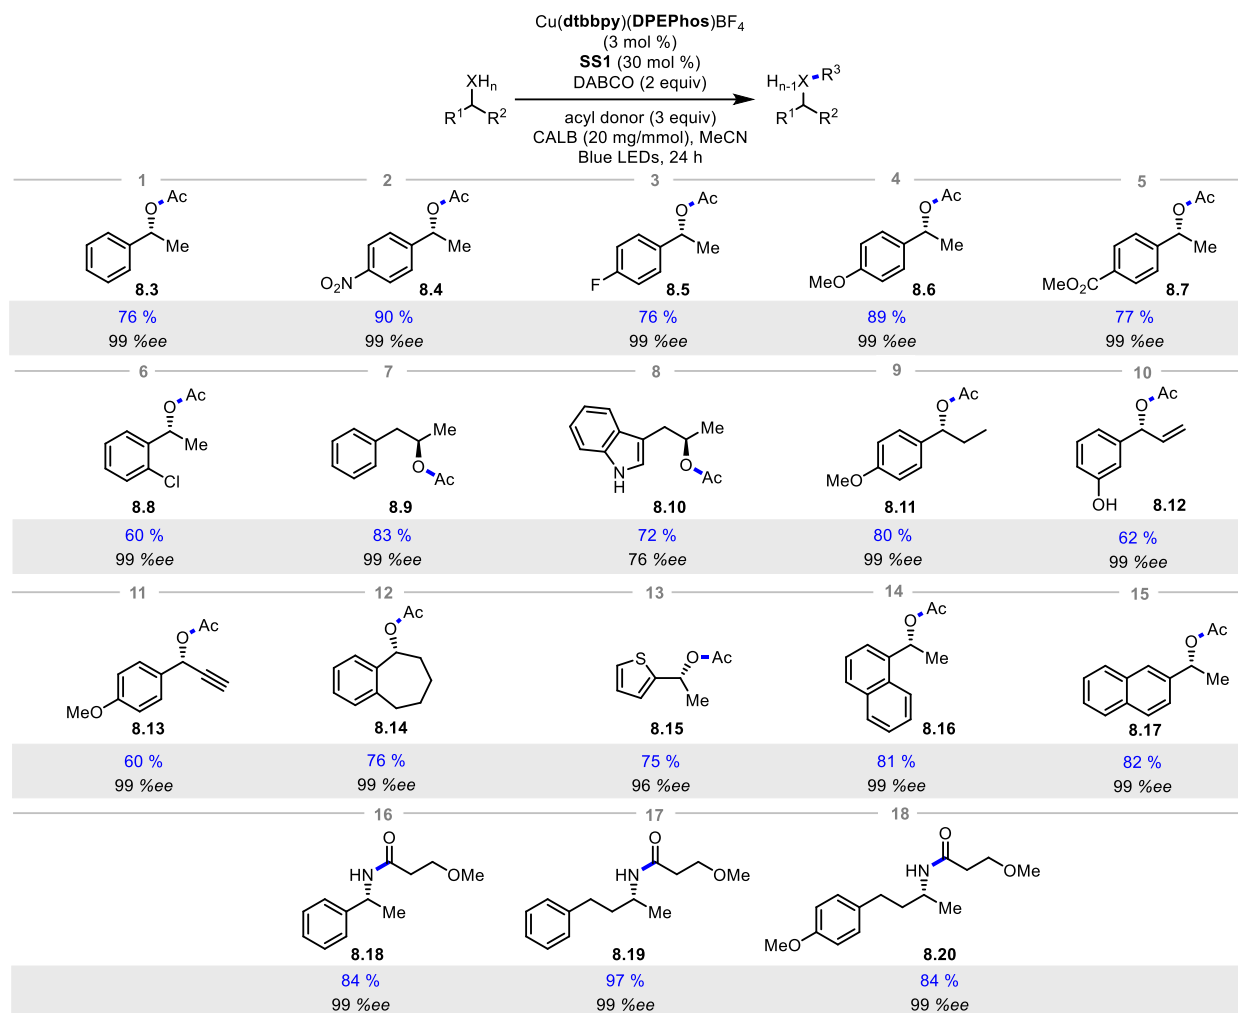 Cu(dtbbpy)(DPEPhos)BF4
(3 mol %)
SS1 (30 mol %)
DABCO (2 equiv)
XHn
R1 R2
acyl donor (3 equiv)
CALB (20 mg/mmol), MeCN
Blue LEDs, 24 h
Hn-1X R3
R1 R2
1 2 3 4 5
O Ac O Ac O Ac O Ac O Ac
Me Me Me Me Me
O2N F MeO MeO2C
8.3 8.4 8.5 8.6 8.7
76 % 90 % 76 % 89 % 77 %
99 %ee 99 %ee 99 %ee 99 %ee 99 %ee
6 7 8 9 10
O Ac Me Me O Ac O Ac
Me O Ac O Ac
Cl N H MeO OH
8.8 8.9 8.10 8.11 8.12
60 % 83 % 72 % 80 % 62 %
99 %ee 99 %ee 76 %ee 99 %ee 99 %ee
11 12 13 14 15
O Ac O Ac S O Ac O Ac O Ac
MeO Me Me Me
8.13 8.14 8.15 8.16 8.17
60 % 76 % 75 % 81 % 82 %
99 %ee 99 %ee 96 %ee 99 %ee 99 %ee
16 17 18
O O O
HN OMe HN OMe HN OMe
Me Me Me
MeO
8.18 8.19 8.20
84 % 97 % 84 %
99 %ee 99 %ee 99 %ee